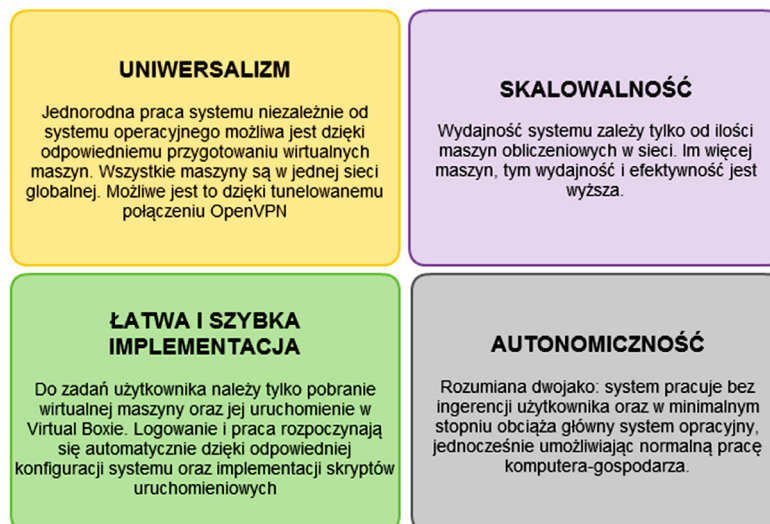 UNIWERSALIZM
Jednorodna praca systemu niezależnie od
systemu operacyjnego możliwa jest dzięki
odpowiedniemu przygotowaniu wirtualnych
maszyn. Wszystkie maszyny są w jednej sieci
globalnej. Możliwe jest to dzięki tunelowanemu
połączeniu OpenVPN
SKALOWALNOŚĆ
Wydajność systemu zależy tylko od ilości
maszyn obliczeniowych w sieci. Im więcej
maszyn, tym wydajność i efektywność jest
wyższa.
ŁATWA I SZYBKA
IMPLEMENTACJA
Do zadań użytkownika należy tylko pobranie
wirtualnej maszyny oraz jej uruchomienie w
Virtual Boxie. Logowanie i praca rozpoczynają
się automatycznie dzięki odpowiedniej
konfiguracji systemu oraz implementacji skryptów
uruchomieniowych
AUTONOMICZNOŚĆ
Rozumiana dwojako: system pracuje bez
ingerencji użytkownika oraz w minimalnym
stopniu obciąża główny system opracyjny,
jednocześnie umożliwiając normalną pracę
komputera-gospodarza.